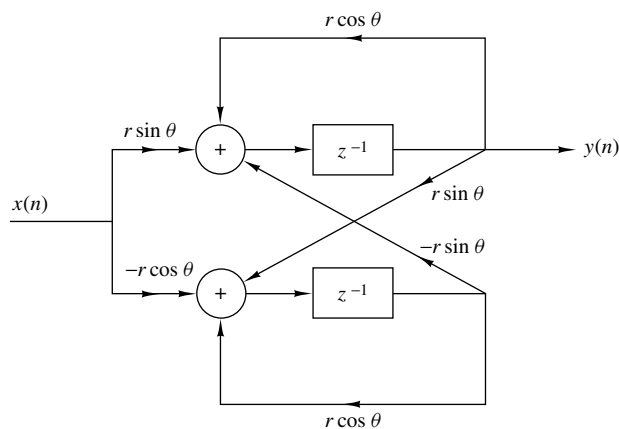 r cos θ
r sin θ
+
z⁻¹
y(n)
x(n)
r sin θ
−r sin θ
−r cos θ
+
z⁻¹
r cos θ